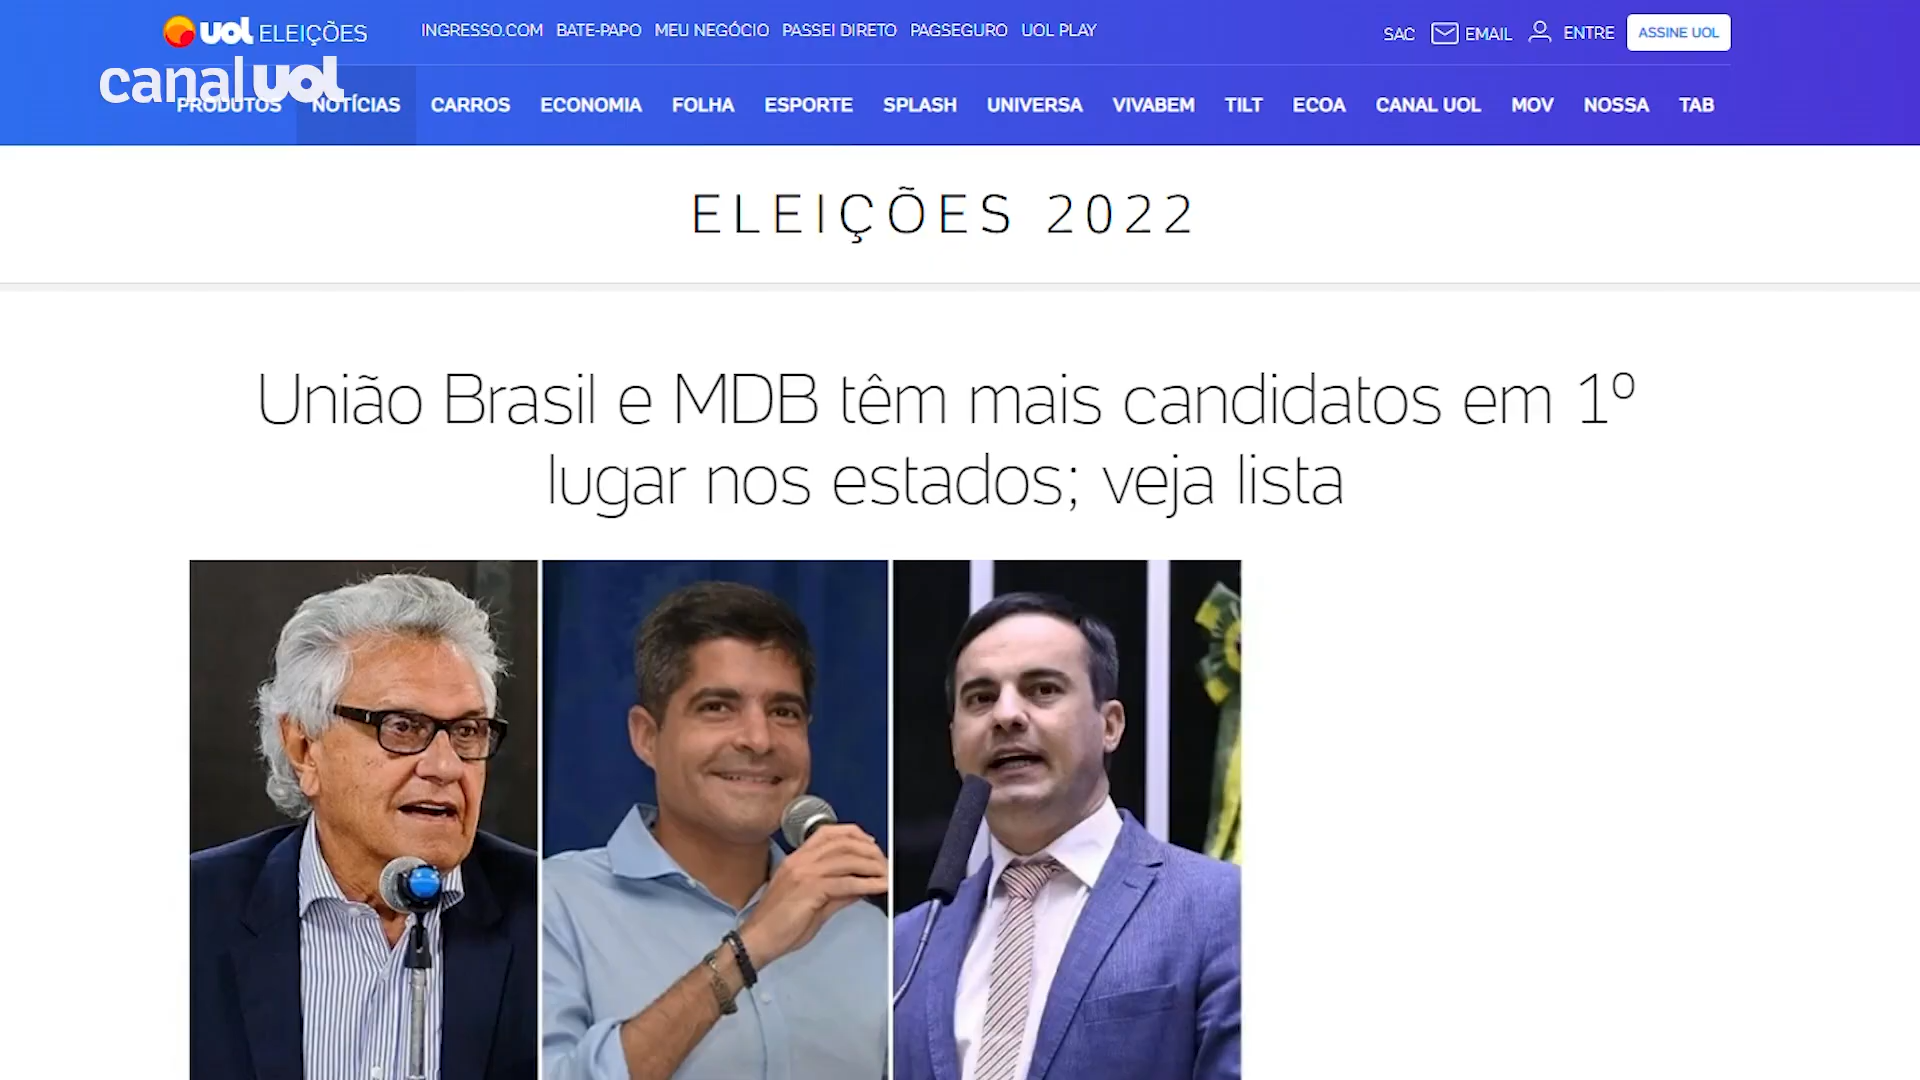 uol ELEIÇÕES
INGRESSO.COM BATE-PAPO MEU NEGÓCIO PASSEI DIRETO PAGSEGURO UOL PLAY
SAC EMAIL ENTRE ASSINE UOL
canal uol
PRODUTOS NOTÍCIAS CARROS ECONOMIA FOLHA ESPORTE SPLASH UNIVERSA VIVABEM TILT ECOA CANAL UOL MOV NOSSA TAB
ELEIÇÕES 2022
União Brasil e MDB têm mais candidatos em 1º
lugar nos estados; veja lista